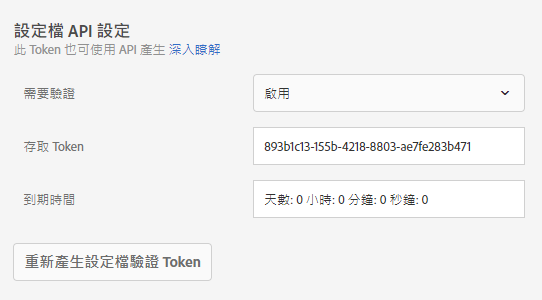 設定檔 API 設定
此 Token 也可使用 API 產生 深入瞭解
需要驗證 啟用
存取 Token 893b1c13-155b-4218-8803-ae7fe283b471
到期時間 天數: 0 小時: 0 分鐘: 0 秒鐘: 0
重新產生設定檔驗證 Token